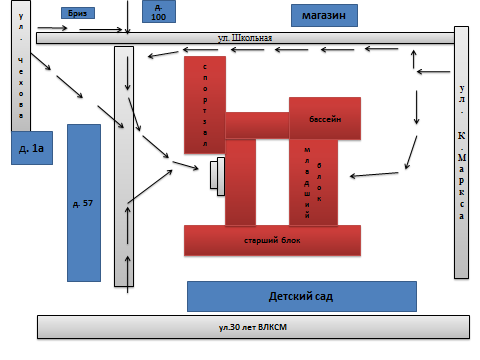 ул. Чехова
Бриз
д. 100
магазин
ул. Школьная
спортзал
бассейн
младший блок
ул. К. Маркса
д. 1а
д. 57
старший блок
Детский сад
ул.30 лет ВЛКСМ